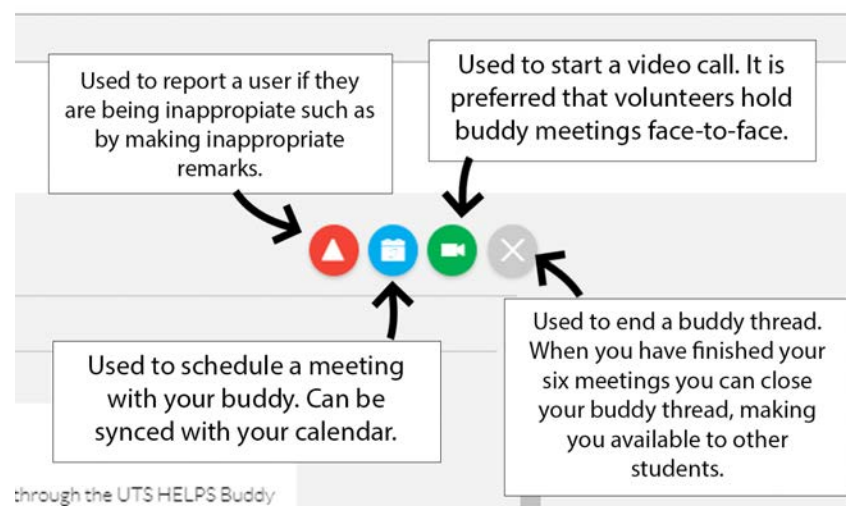 Used to report a user if they
are being inappropiate such as
by making inappropriate
remarks.
Used to start a video call. It is
preferred that volunteers hold
buddy meetings face-to-face.
Used to schedule a meeting
with your buddy. Can be
synced with your calendar.
Used to end a buddy thread.
When you have finished your
six meetings you can close
your buddy thread, making
you available to other
students.
through the UTS HELPS Buddy